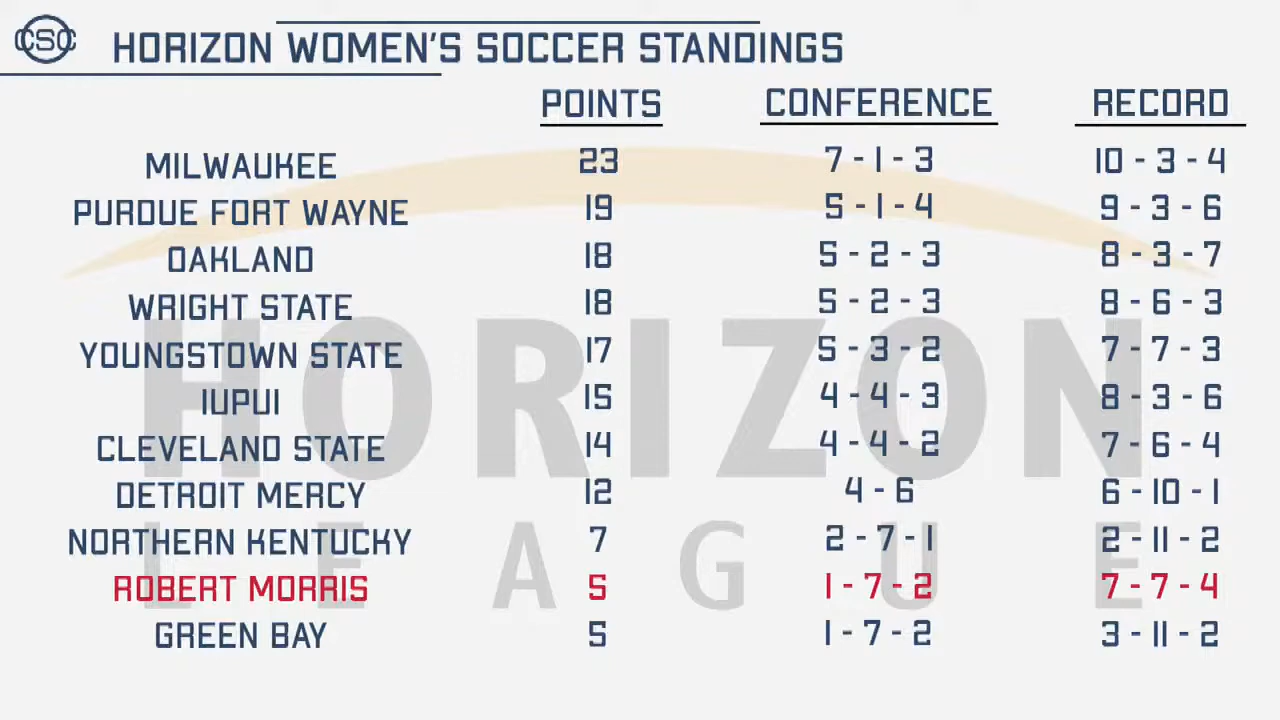 CSC
HORIZON WOMEN'S SOCCER STANDINGS
POINTS CONFERENCE RECORD
MILWAUKEE 23 7 - 1 - 3 10 - 3 - 4
PURDUE FORT WAYNE 19 5 - 1 - 4 9 - 3 - 6
OAKLAND 18 5 - 2 - 3 8 - 3 - 7
WRIGHT STATE 18 5 - 2 - 3 8 - 6 - 3
YOUNGSTOWN STATE 17 5 - 3 - 2 7 - 7 - 3
IUPUI 15 4 - 4 - 3 8 - 3 - 6
CLEVELAND STATE 14 4 - 4 - 2 7 - 6 - 4
DETROIT MERCY 12 4 - 6 6 - 10 - 1
NORTHERN KENTUCKY 7 2 - 7 - 1 2 - 11 - 2
ROBERT MORRIS 5 1 - 7 - 2 7 - 7 - 4
GREEN BAY 5 1 - 7 - 2 3 - 11 - 2
HORIZON
LEAGUE